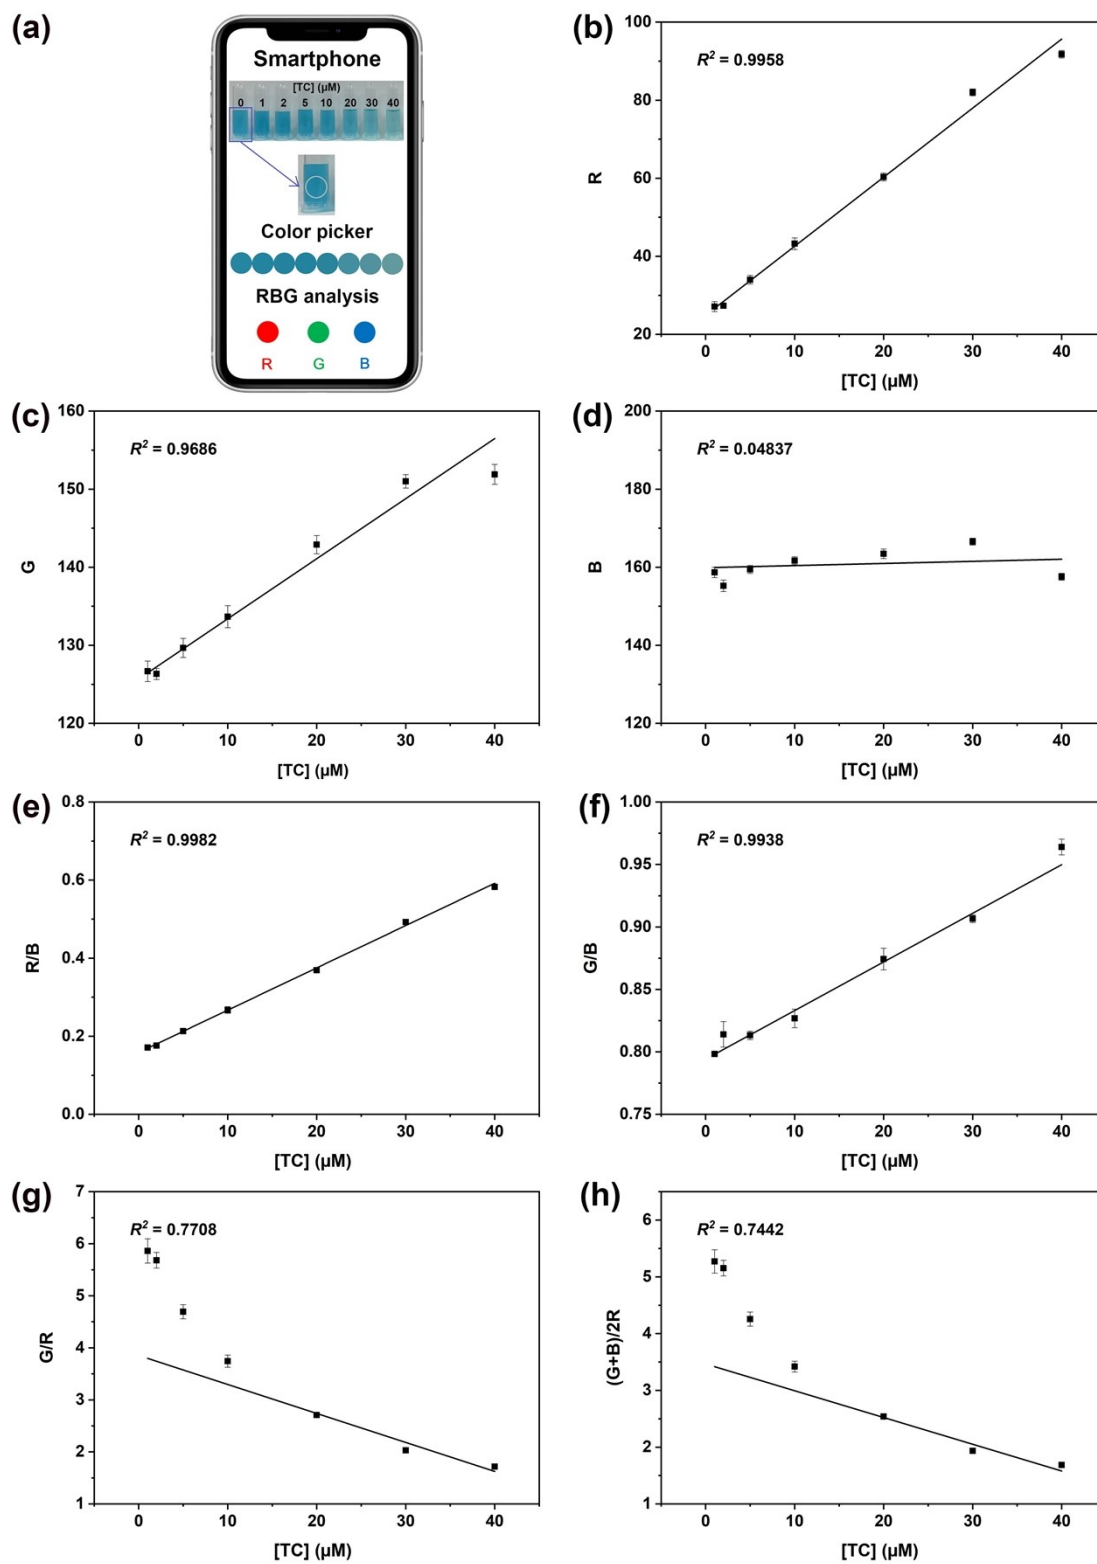 (a)
Smartphone
[TC] (µM)
0 1 2 5 10 20 30 40
Color picker
RBG analysis
R G B
(b)
R² = 0.9958
100
80
60
40
20
R
0 10 20 30 40
[TC] (µM)
(c)
R² = 0.9686
160
150
140
130
120
G
0 10 20 30 40
[TC] (µM)
(d)
R² = 0.04837
200
180
160
140
120
B
0 10 20 30 40
[TC] (µM)
(e)
R² = 0.9982
0.8
0.6
0.4
0.2
0.0
R/B
0 10 20 30 40
[TC] (µM)
(f)
R² = 0.9938
1.00
0.95
0.90
0.85
0.80
0.75
G/B
0 10 20 30 40
[TC] (µM)
(g)
R² = 0.7708
7
6
5
4
3
2
1
G/R
0 10 20 30 40
[TC] (µM)
(h)
R² = 0.7442
6
5
4
3
2
1
(G+B)/2R
0 10 20 30 40
[TC] (µM)